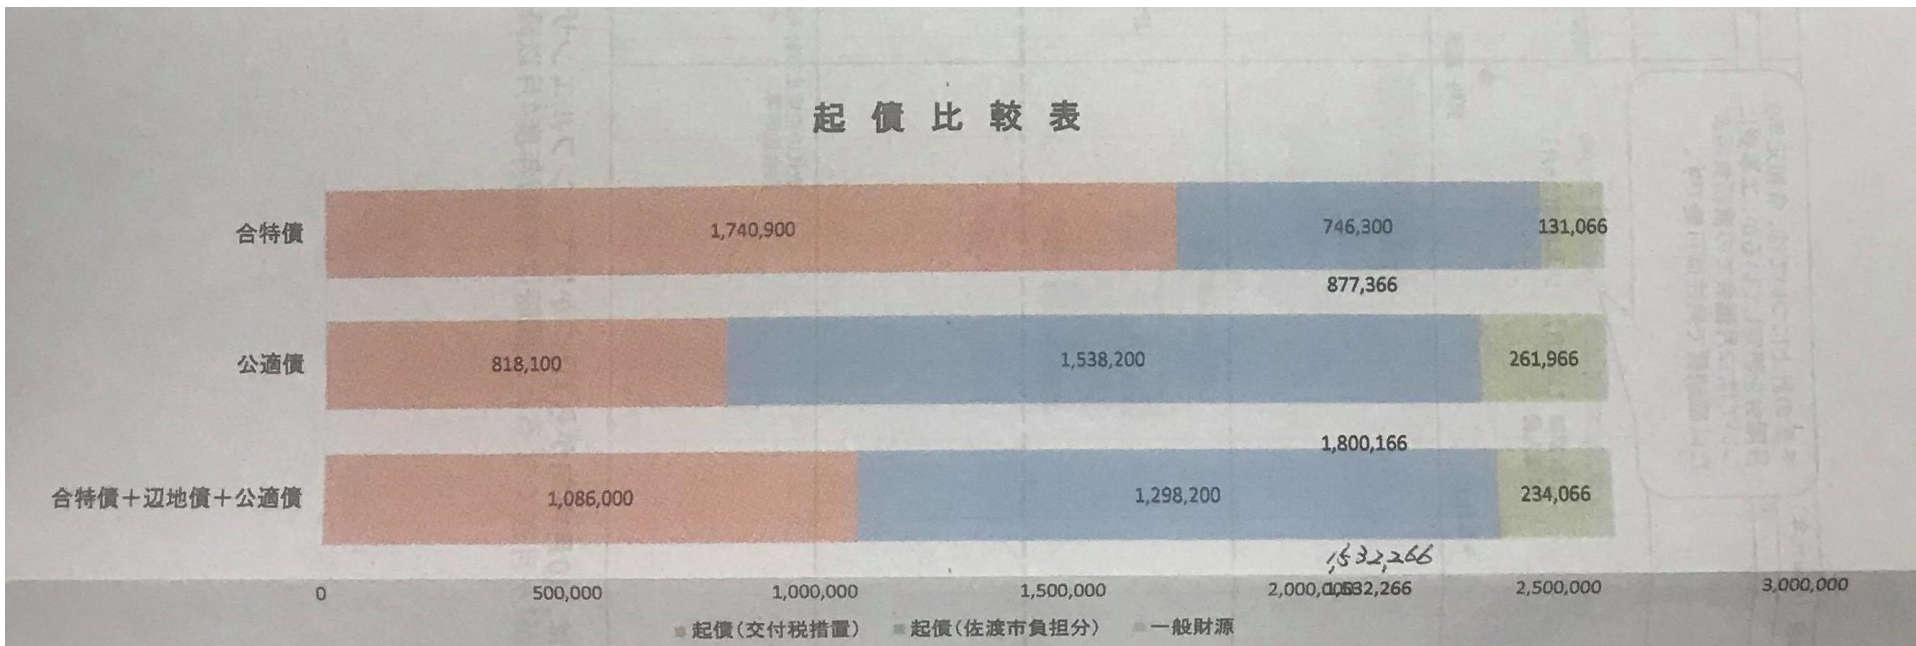 起債比較表
合特債 1,740,900 746,300 131,066
877,366
公適債 818,100 1,538,200 261,966
1,800,166
合特債＋辺地債＋公適債 1,086,000 1,298,200 234,066
1,532,266
0 500,000 1,000,000 1,500,000 2,000,000 1,532,266 2,500,000 3,000,000
起債（交付税措置） 起債（佐渡市負担分） 一般財源